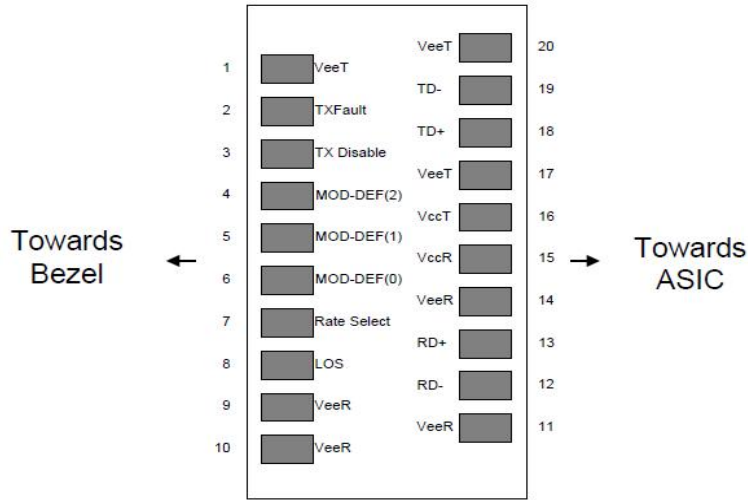 Towards
Bezel
1 VeeT
2 TXFault
3 TX Disable
4 MOD-DEF(2)
5 MOD-DEF(1)
6 MOD-DEF(0)
7 Rate Select
8 LOS
9 VeeR
10 VeeR
VeeT 20
TD- 19
TD+ 18
VeeT 17
VccT 16
VccR 15
VeeR 14
RD+ 13
RD- 12
VeeR 11
Towards
ASIC